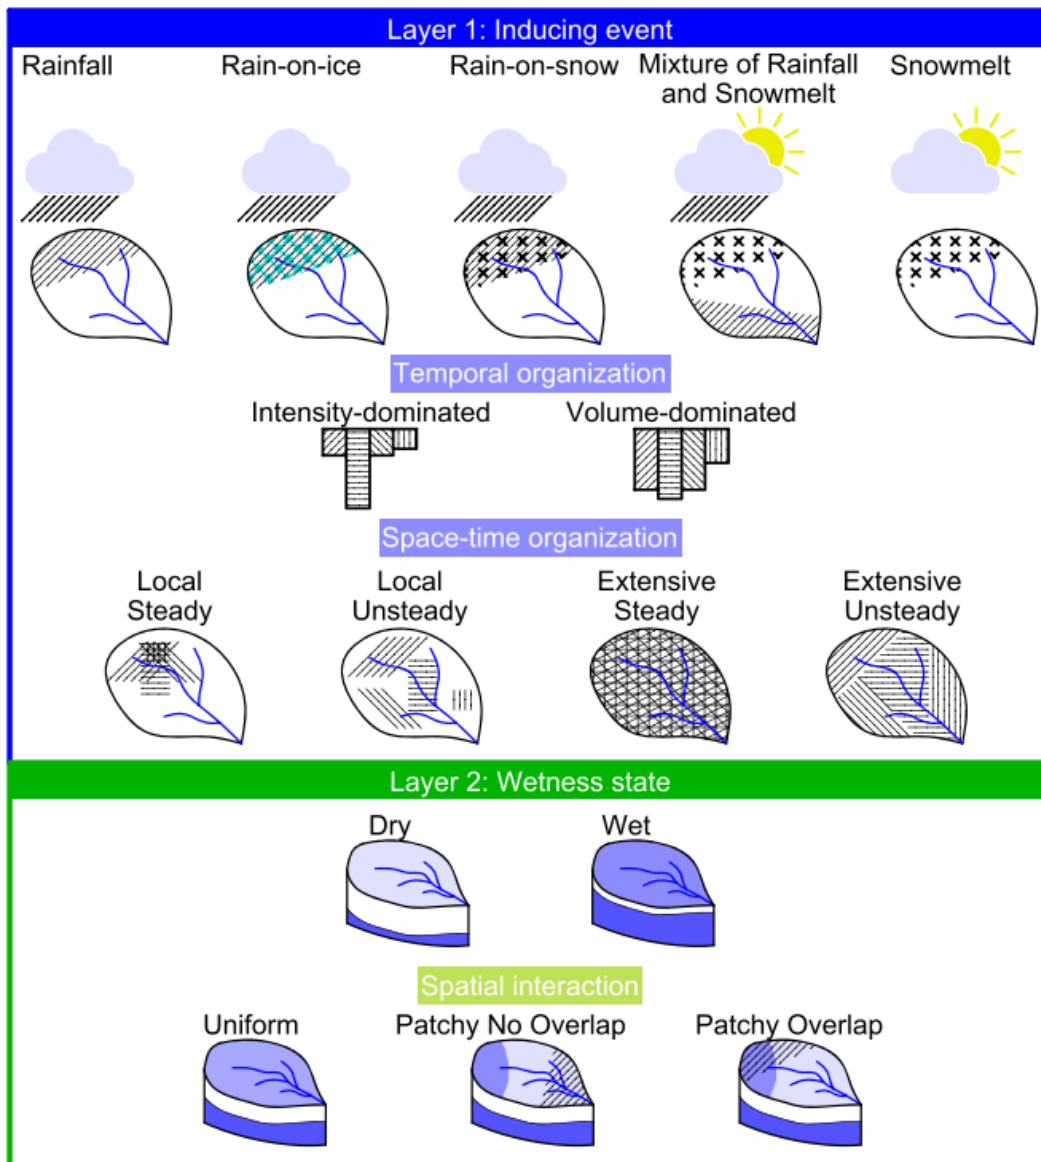 Layer 1: Inducing event
Rainfall
Rain-on-ice
Rain-on-snow
Mixture of Rainfall
and Snowmelt
Snowmelt
Temporal organization
Intensity-dominated
Volume-dominated
Space-time organization
Local
Steady
Local
Unsteady
Extensive
Steady
Extensive
Unsteady
Layer 2: Wetness state
Dry
Wet
Spatial interaction
Uniform
Patchy No Overlap
Patchy Overlap